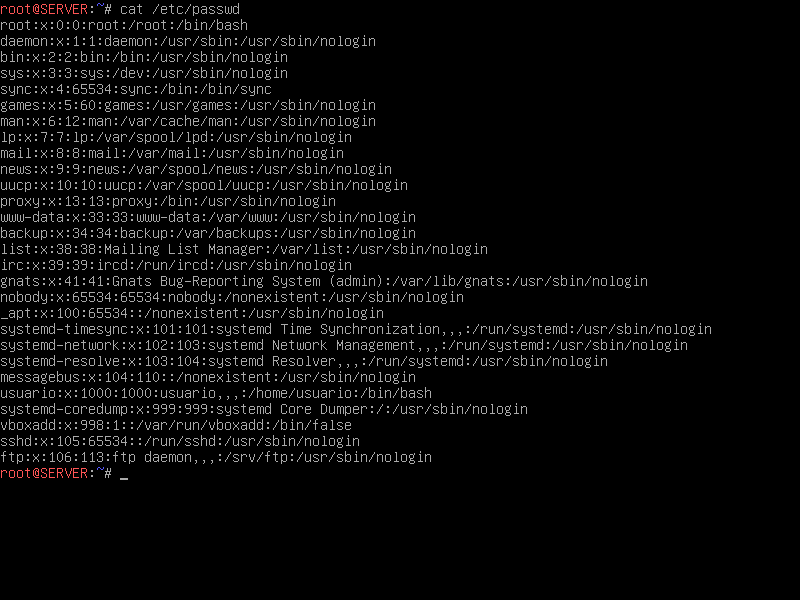 root@SERVER:~# cat /etc/passwd
root:x:0:0:root:/root:/bin/bash
daemon:x:1:1:daemon:/usr/sbin:/usr/sbin/nologin
bin:x:2:2:bin:/bin:/usr/sbin/nologin
sys:x:3:3:sys:/dev:/usr/sbin/nologin
sync:x:4:65534:sync:/bin:/bin/sync
games:x:5:60:games:/usr/games:/usr/sbin/nologin
man:x:6:12:man:/var/cache/man:/usr/sbin/nologin
lp:x:7:7:lp:/var/spool/lpd:/usr/sbin/nologin
mail:x:8:8:mail:/var/mail:/usr/sbin/nologin
news:x:9:9:news:/var/spool/news:/usr/sbin/nologin
uucp:x:10:10:uucp:/var/spool/uucp:/usr/sbin/nologin
proxy:x:13:13:proxy:/bin:/usr/sbin/nologin
www-data:x:33:33:www-data:/var/www:/usr/sbin/nologin
backup:x:34:34:backup:/var/backups:/usr/sbin/nologin
list:x:38:38:Mailing List Manager:/var/list:/usr/sbin/nologin
irc:x:39:39:ircd:/run/ircd:/usr/sbin/nologin
gnats:x:41:41:Gnats Bug-Reporting System (admin):/var/lib/gnats:/usr/sbin/nologin
nobody:x:65534:65534:nobody:/nonexistent:/usr/sbin/nologin
_apt:x:100:65534::/nonexistent:/usr/sbin/nologin
systemd-timesync:x:101:101:systemd Time Synchronization,,,:/run/systemd:/usr/sbin/nologin
systemd-network:x:102:103:systemd Network Management,,,:/run/systemd:/usr/sbin/nologin
systemd-resolve:x:103:104:systemd Resolver,,,:/run/systemd:/usr/sbin/nologin
messagebus:x:104:110::/nonexistent:/usr/sbin/nologin
usuario:x:1000:1000:usuario,,,:/home/usuario:/bin/bash
systemd-coredump:x:999:999:systemd Core Dumper:/:/usr/sbin/nologin
vboxadd:x:998:1::/var/run/vboxadd:/bin/false
sshd:x:105:65534::/run/sshd:/usr/sbin/nologin
ftp:x:106:113:ftp daemon,,,:/srv/ftp:/usr/sbin/nologin
root@SERVER:~# _